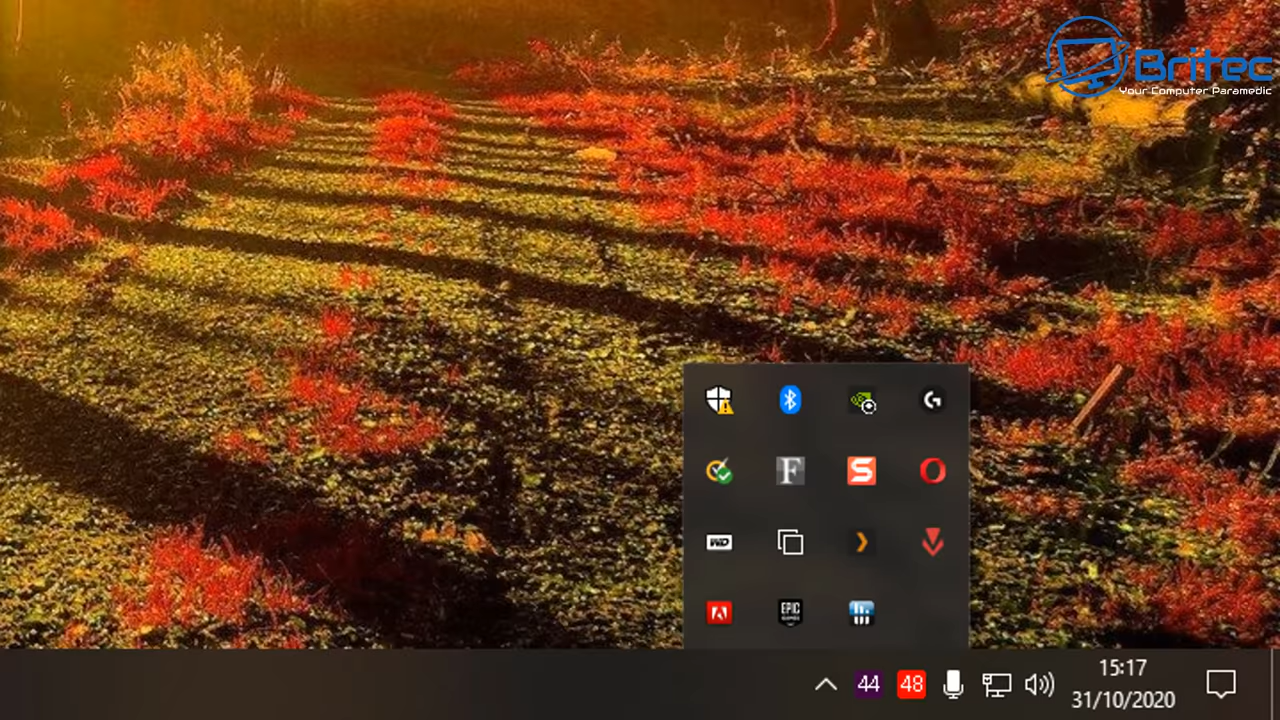 Britec
Your Computer Paramedic
F
S
WD
EPIC
GAMES
44
48
15:17
31/10/2020